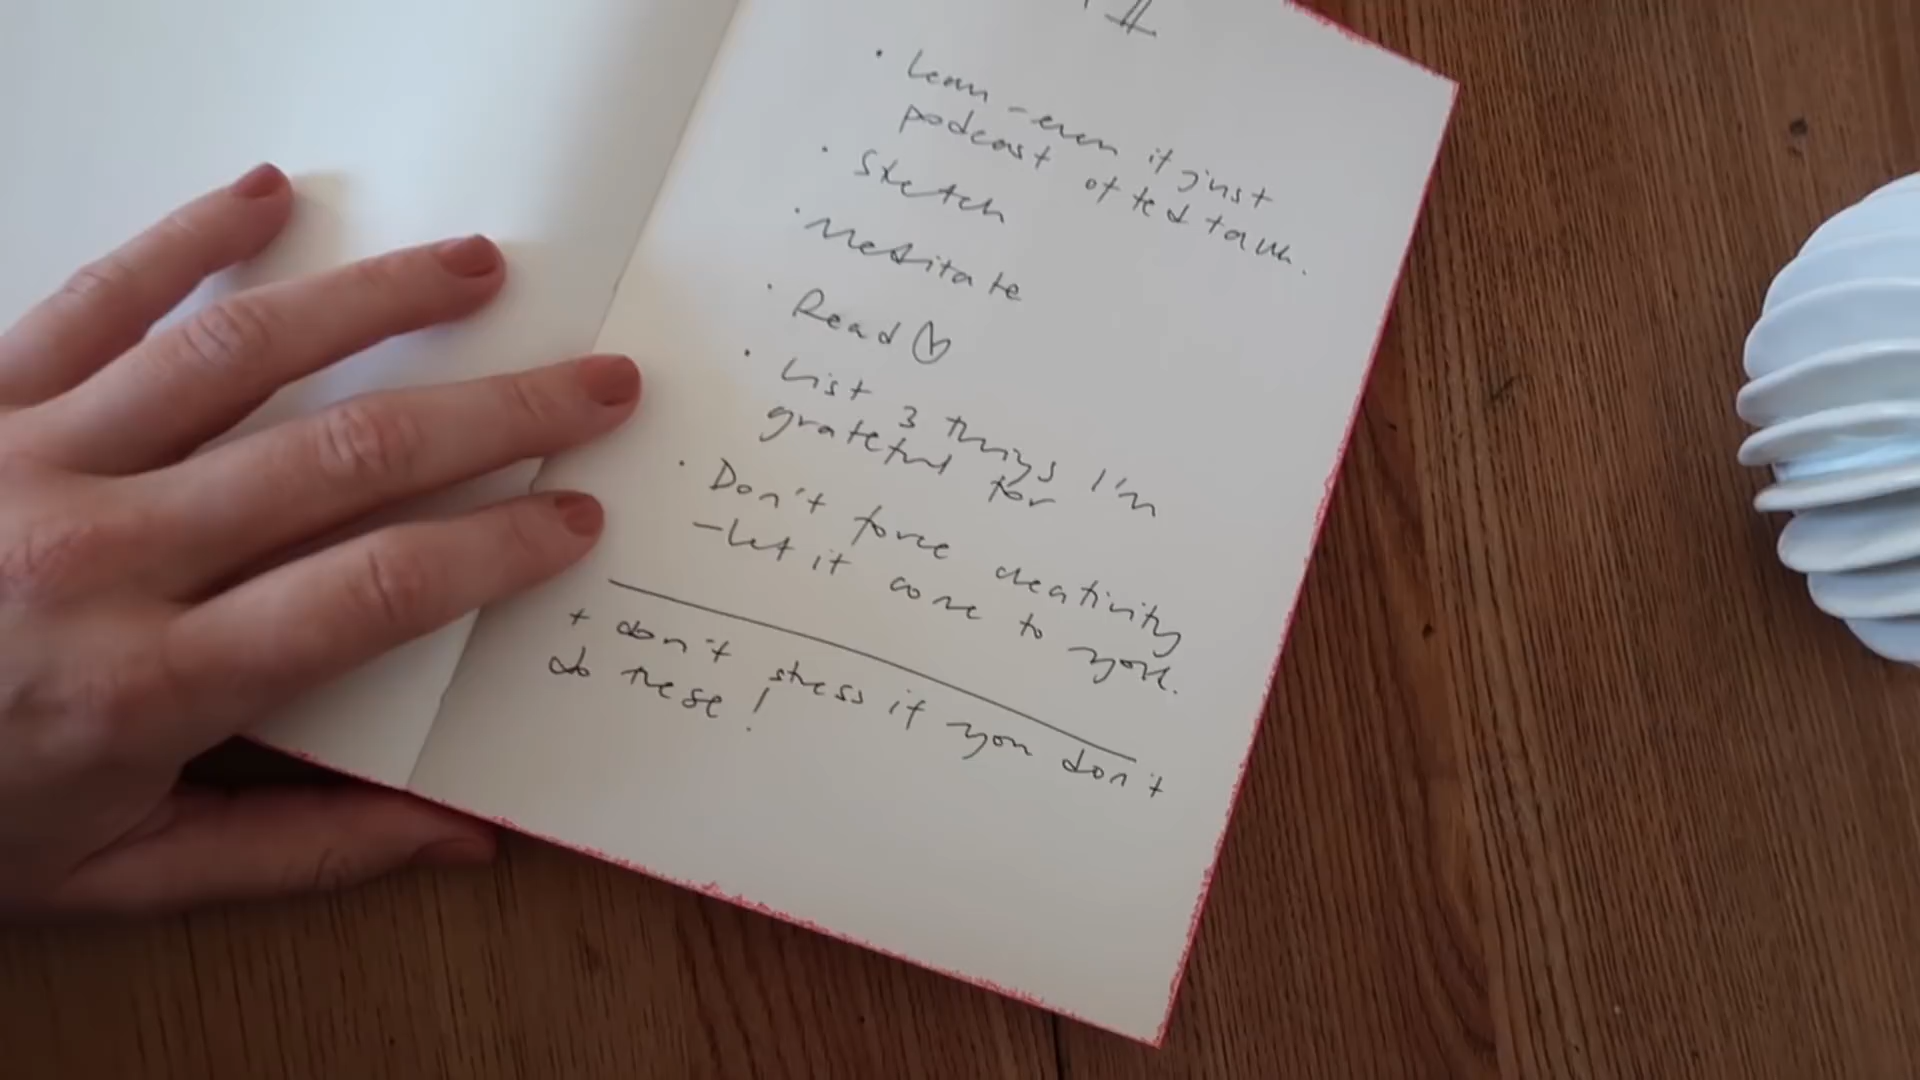 • Learn - even if just
podcast of ted talk.
• Sketch
• Meditate
• Read ♡
• List 3 things I'm
grateful for
• Don't force creativity
- let it come to you.
+ don't stress if you don't
do these!